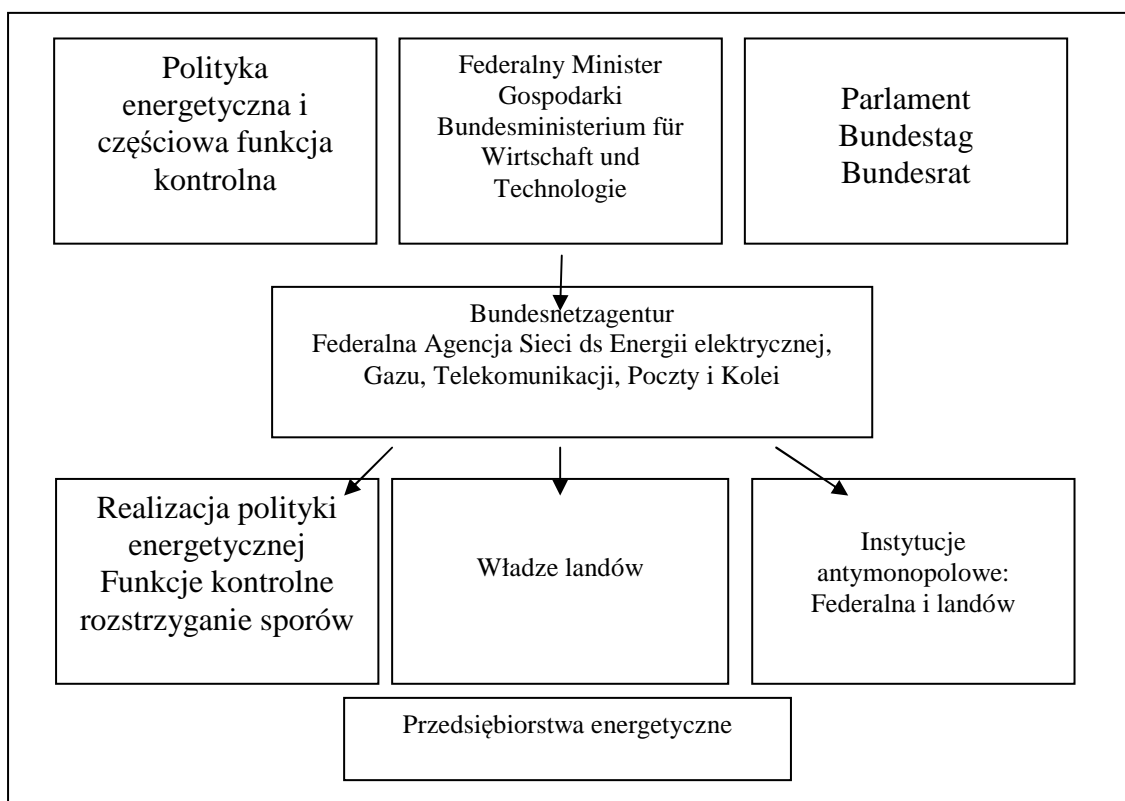 Polityka
energetyczna i
częściowa funkcja
kontrolna
Federalny Minister
Gospodarki
Bundesministerium für
Wirtschaft und
Technologie
Parlament
Bundestag
Bundesrat
Bundesnetzagentur
Federalna Agencja Sieci ds Energii elektrycznej,
Gazu, Telekomunikacji, Poczty i Kolei
Realizacja polityki
energetycznej
Funkcje kontrolne
rozstrzyganie sporów
Władze landów
Instytucje
antymonopolowe:
Federalna i landów
Przedsiębiorstwa energetyczne